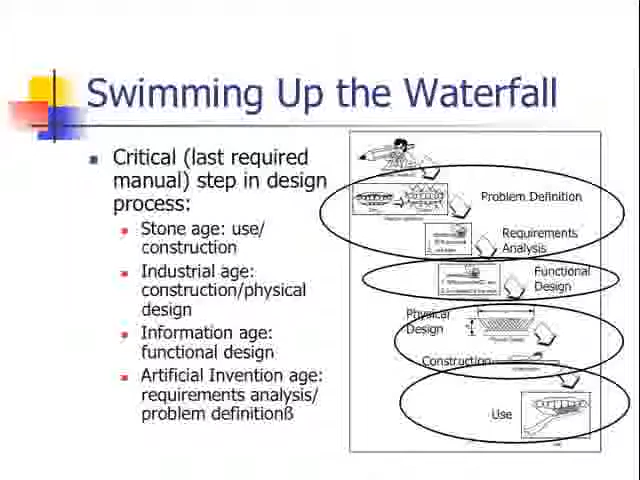 Swimming Up the Waterfall
Critical (last required
manual) step in design
process:
Stone age: use/
construction
Industrial age:
construction/physical
design
Information age:
functional design
Artificial Invention age:
requirements analysis/
problem definitionß
Problem Definition
Requirements
Analysis
Functional
Design
Physical
Design
Construction
Use